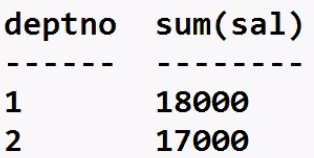 deptno  sum(sal)
------  --------
1       18000
2       17000